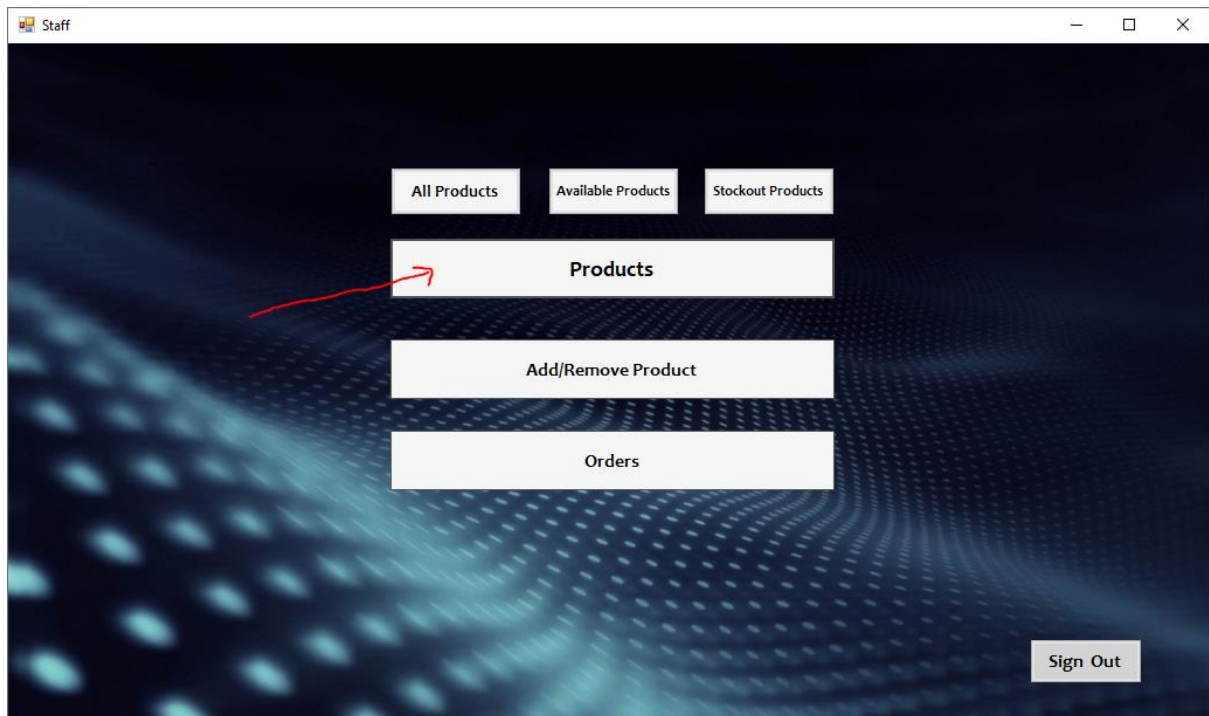 Staff
All Products Available Products Stockout Products
Products
Add/Remove Product
Orders
Sign Out